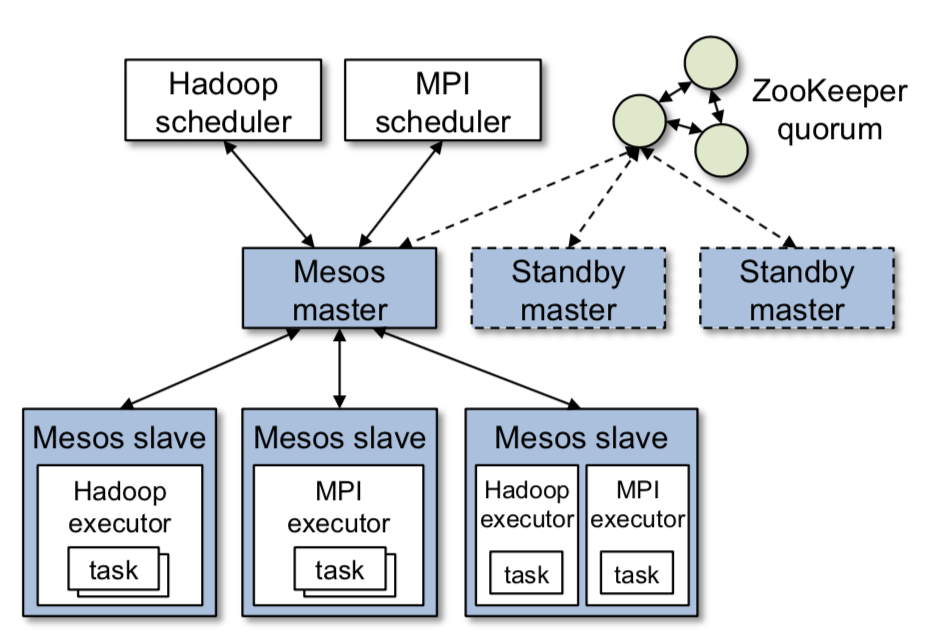 Hadoop
scheduler
MPI
scheduler
ZooKeeper
quorum
Mesos
master
Standby
master
Standby
master
Mesos slave
Hadoop
executor
task
Mesos slave
MPI
executor
task
Mesos slave
Hadoop
executor
task
MPI
executor
task